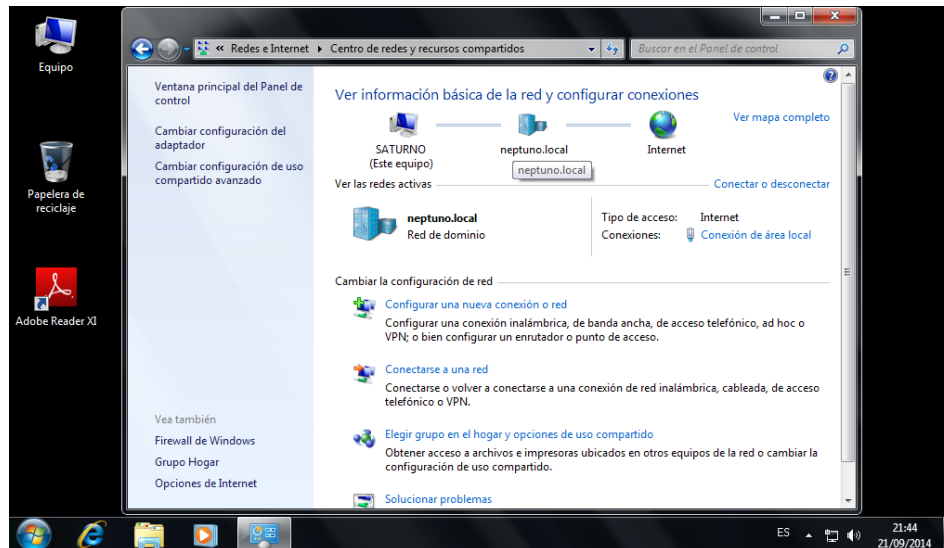 Equipo
Papelera de
reciclaje
Adobe Reader XI
« Redes e Internet ▸ Centro de redes y recursos compartidos
Buscar en el Panel de control
Ventana principal del Panel de
control
Cambiar configuración del
adaptador
Cambiar configuración de uso
compartido avanzado
Vea también
Firewall de Windows
Grupo Hogar
Opciones de Internet
Ver información básica de la red y configurar conexiones
Ver mapa completo
SATURNO
(Este equipo)
neptuno.local
Internet
neptuno.local
Ver las redes activas
Conectar o desconectar
neptuno.local
Red de dominio
Tipo de acceso: Internet
Conexiones: Conexión de área local
Cambiar la configuración de red
Configurar una nueva conexión o red
Configurar una conexión inalámbrica, de banda ancha, de acceso telefónico, ad hoc o
VPN; o bien configurar un enrutador o punto de acceso.
Conectarse a una red
Conectarse o volver a conectarse a una conexión de red inalámbrica, cableada, de acceso
telefónico o VPN.
Elegir grupo en el hogar y opciones de uso compartido
Obtener acceso a archivos e impresoras ubicados en otros equipos de la red o cambiar la
configuración de uso compartido.
Solucionar problemas
ES
21:44
21/09/2014